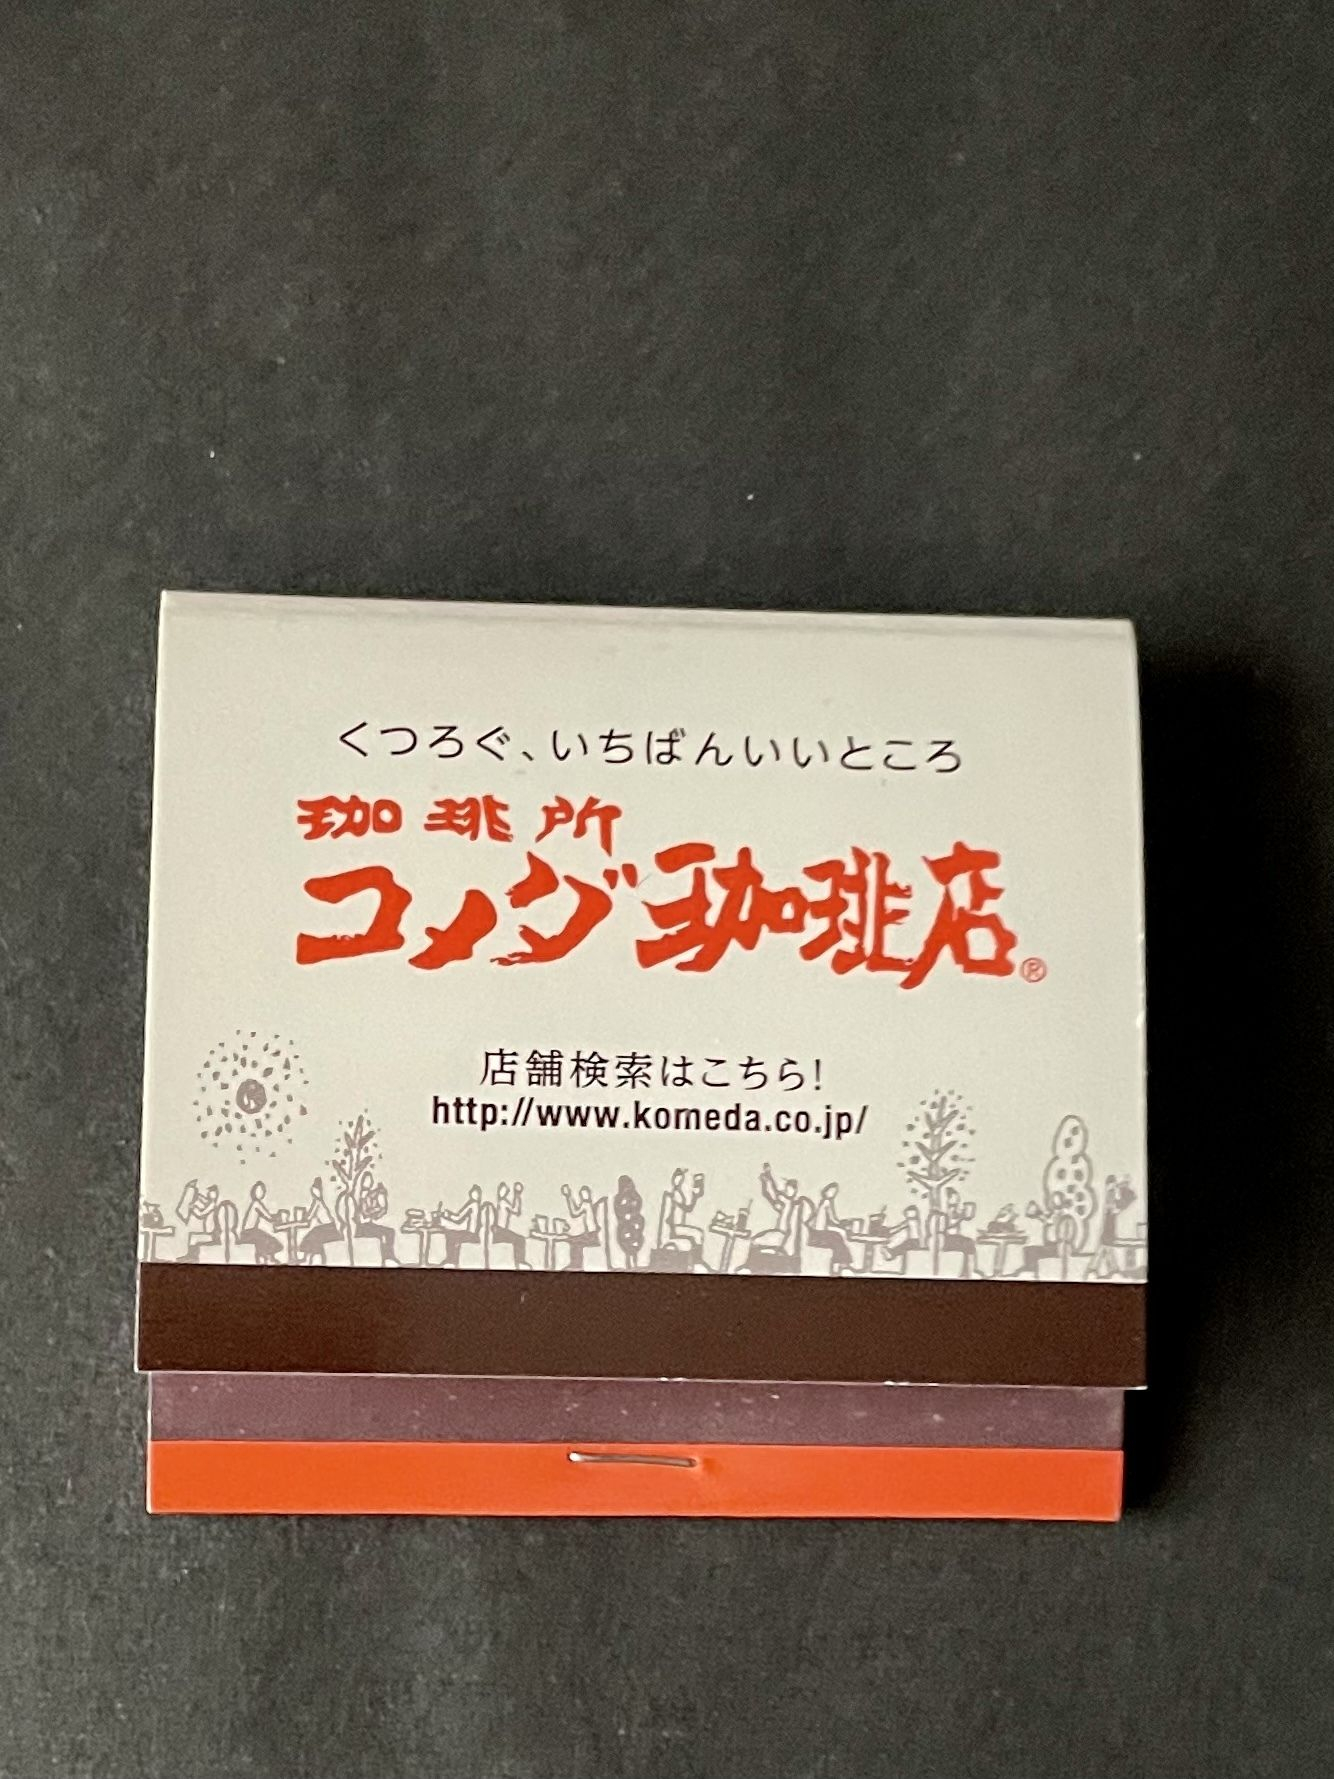 くつろぐ、いちばんいいところ
珈琲所
コメダ珈琲店®
店舗検索はこちら!
http://www.komeda.co.jp/